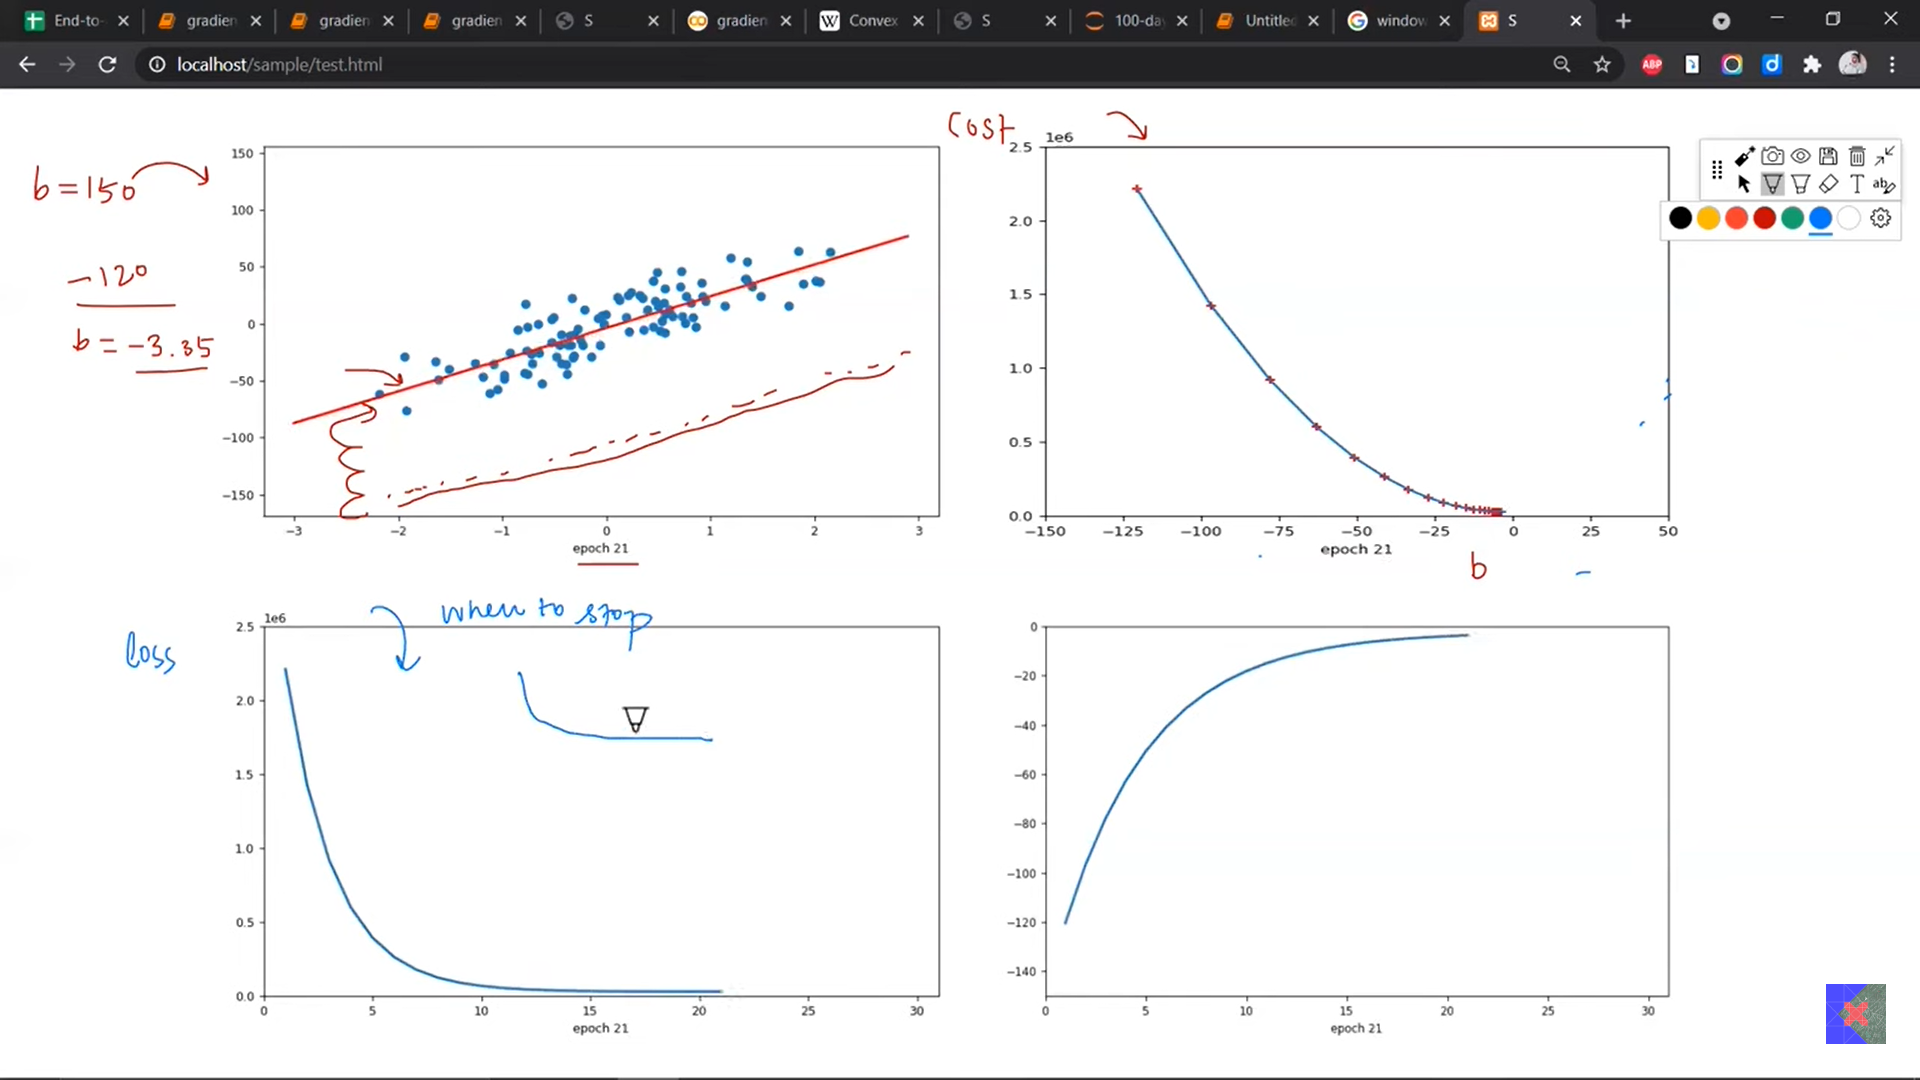 End-to-
gradien
gradien
gradien
S
gradien
Convex
S
100-da
Untitle
window
S
localhost/sample/test.html
ABP
b = 150
-120
b = -3.35
150
100
50
0
−50
−100
−150
−3 −2 −1 0 1 2 3
epoch 21
Cost
1e6
2.5
2.0
1.5
1.0
0.5
0.0
−150 −125 −100 −75 −50 −25 0 25 50
epoch 21
b
loss
when to stop
1e6
2.5
2.0
1.5
1.0
0.5
0.0
0 5 10 15 20 25 30
epoch 21
0
−20
−40
−60
−80
−100
−120
−140
0 5 10 15 20 25 30
epoch 21